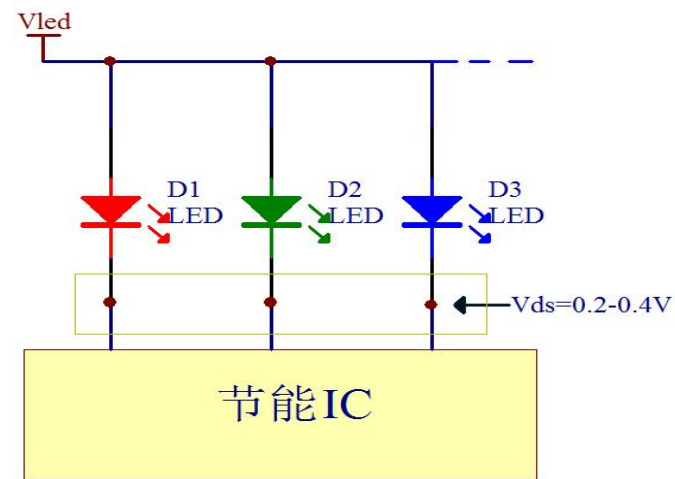 Vled
D1
LED
D2
LED
D3
LED
Vds=0.2-0.4V
节能IC